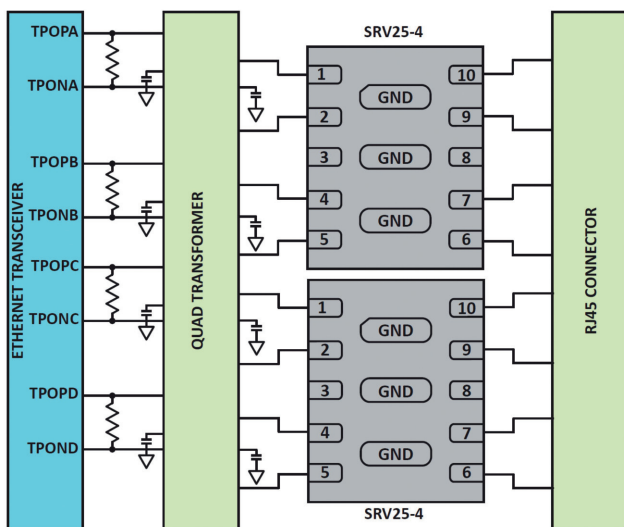 SRV25-4
TPOPA
TPONA
TPOPB
TPONB
TPOPC
TPONC
TPOPD
TPOND
ETHERNET TRANSCEIVER
QUAD TRANSFORMER
1 10
GND
2 9
3 GND 8
4 7
GND
5 6
1 10
GND
2 9
3 GND 8
4 7
GND
5 6
SRV25-4
RJ45 CONNECTOR